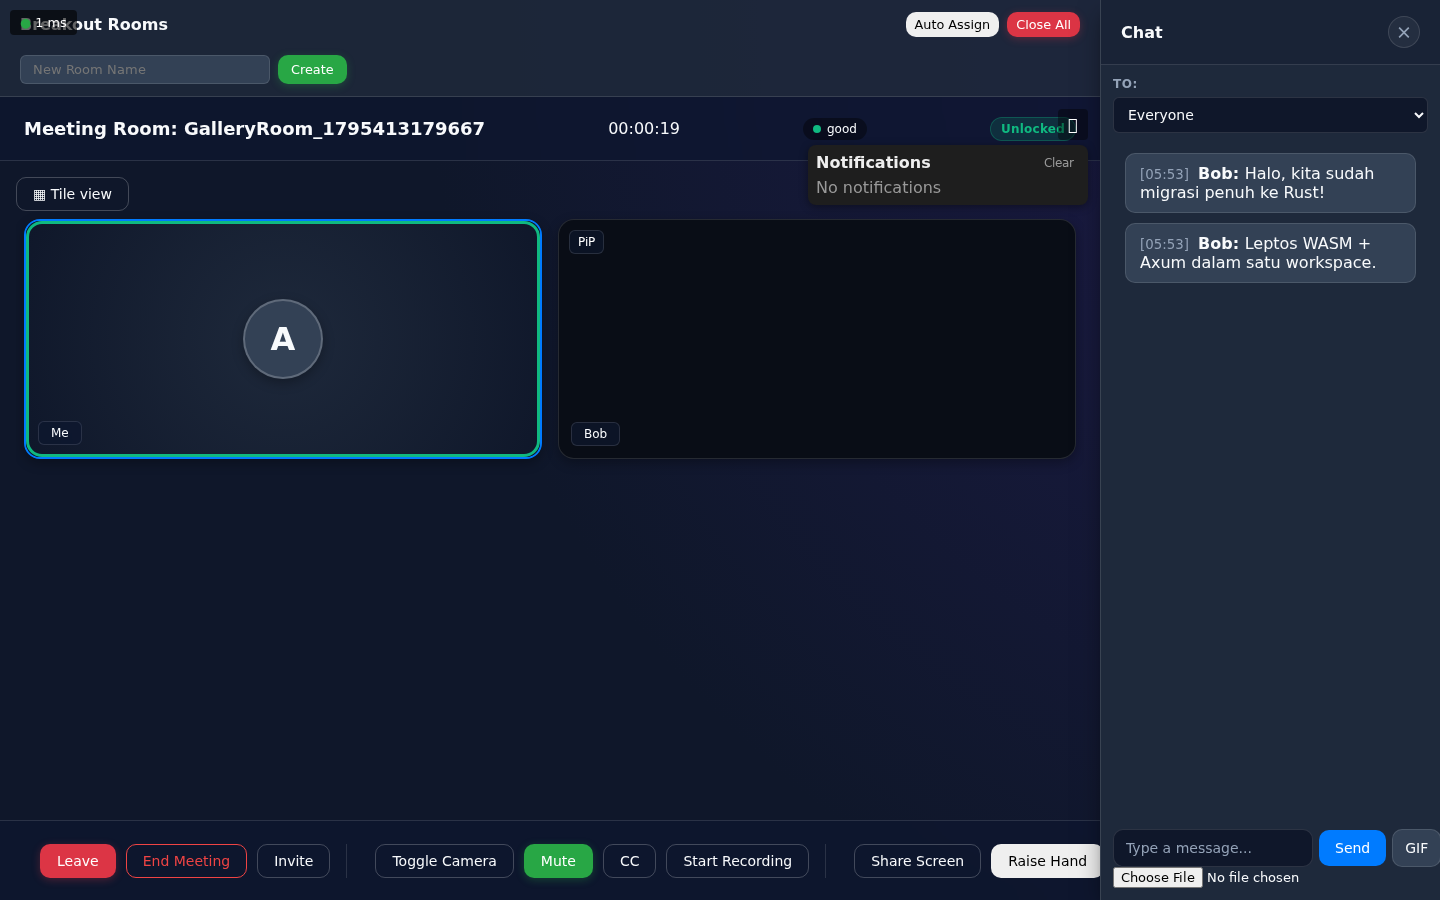 1 ms
Breakout Rooms
Auto Assign
Close All
New Room Name
Create
Meeting Room: GalleryRoom_1795413179667
00:00:19
good
Unlocked
Notifications
Clear
No notifications
▦ Tile view
A
Me
PiP
Bob
Leave
End Meeting
Invite
Toggle Camera
Mute
CC
Start Recording
Share Screen
Raise Hand
Chat
×
TO:
Everyone
[05:53] Bob: Halo, kita sudah
migrasi penuh ke Rust!
[05:53] Bob: Leptos WASM +
Axum dalam satu workspace.
Type a message...
Send
GIF
Choose File No file chosen